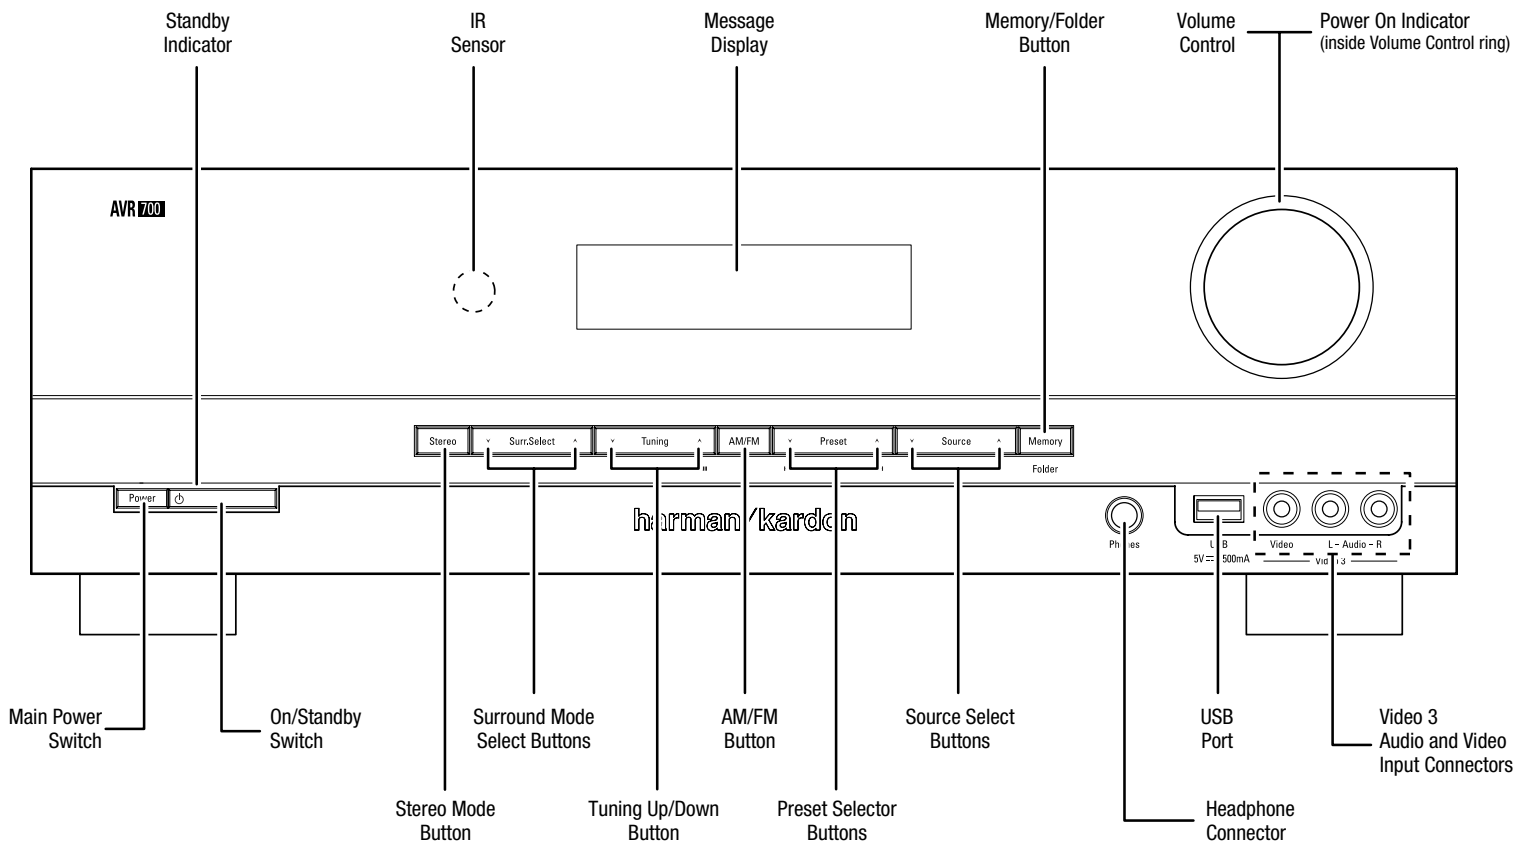 Standby
Indicator
IR
Sensor
Message
Display
Memory/Folder
Button
Volume
Control
Power On Indicator
(inside Volume Control ring)
AVR 700
Stereo
Surr.Select
Tuning
AM/FM
Preset
Source
Memory
Folder
Power
harman/kardon
Phones
USB
5V 500mA
Video
L – Audio – R
Video 3
Main Power
Switch
On/Standby
Switch
Surround Mode
Select Buttons
AM/FM
Button
Source Select
Buttons
USB
Port
Video 3
Audio and Video
Input Connectors
Stereo Mode
Button
Tuning Up/Down
Button
Preset Selector
Buttons
Headphone
Connector